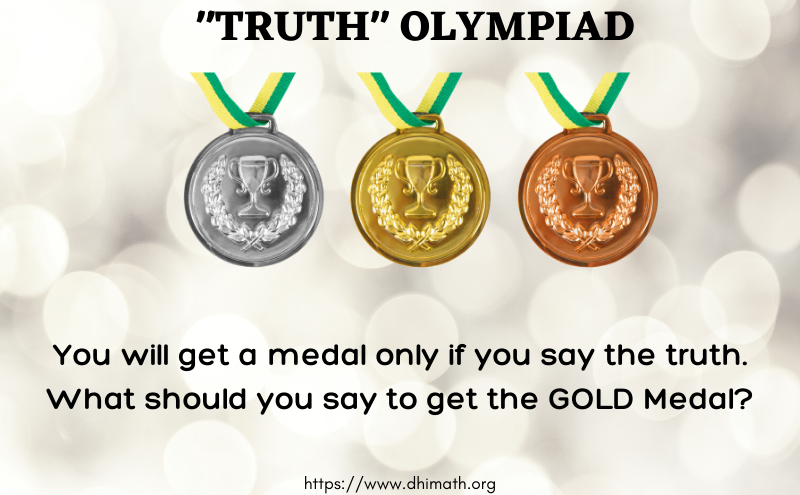 "TRUTH" OLYMPIAD
You will get a medal only if you say the truth.
What should you say to get the GOLD Medal?
https://www.dhimath.org